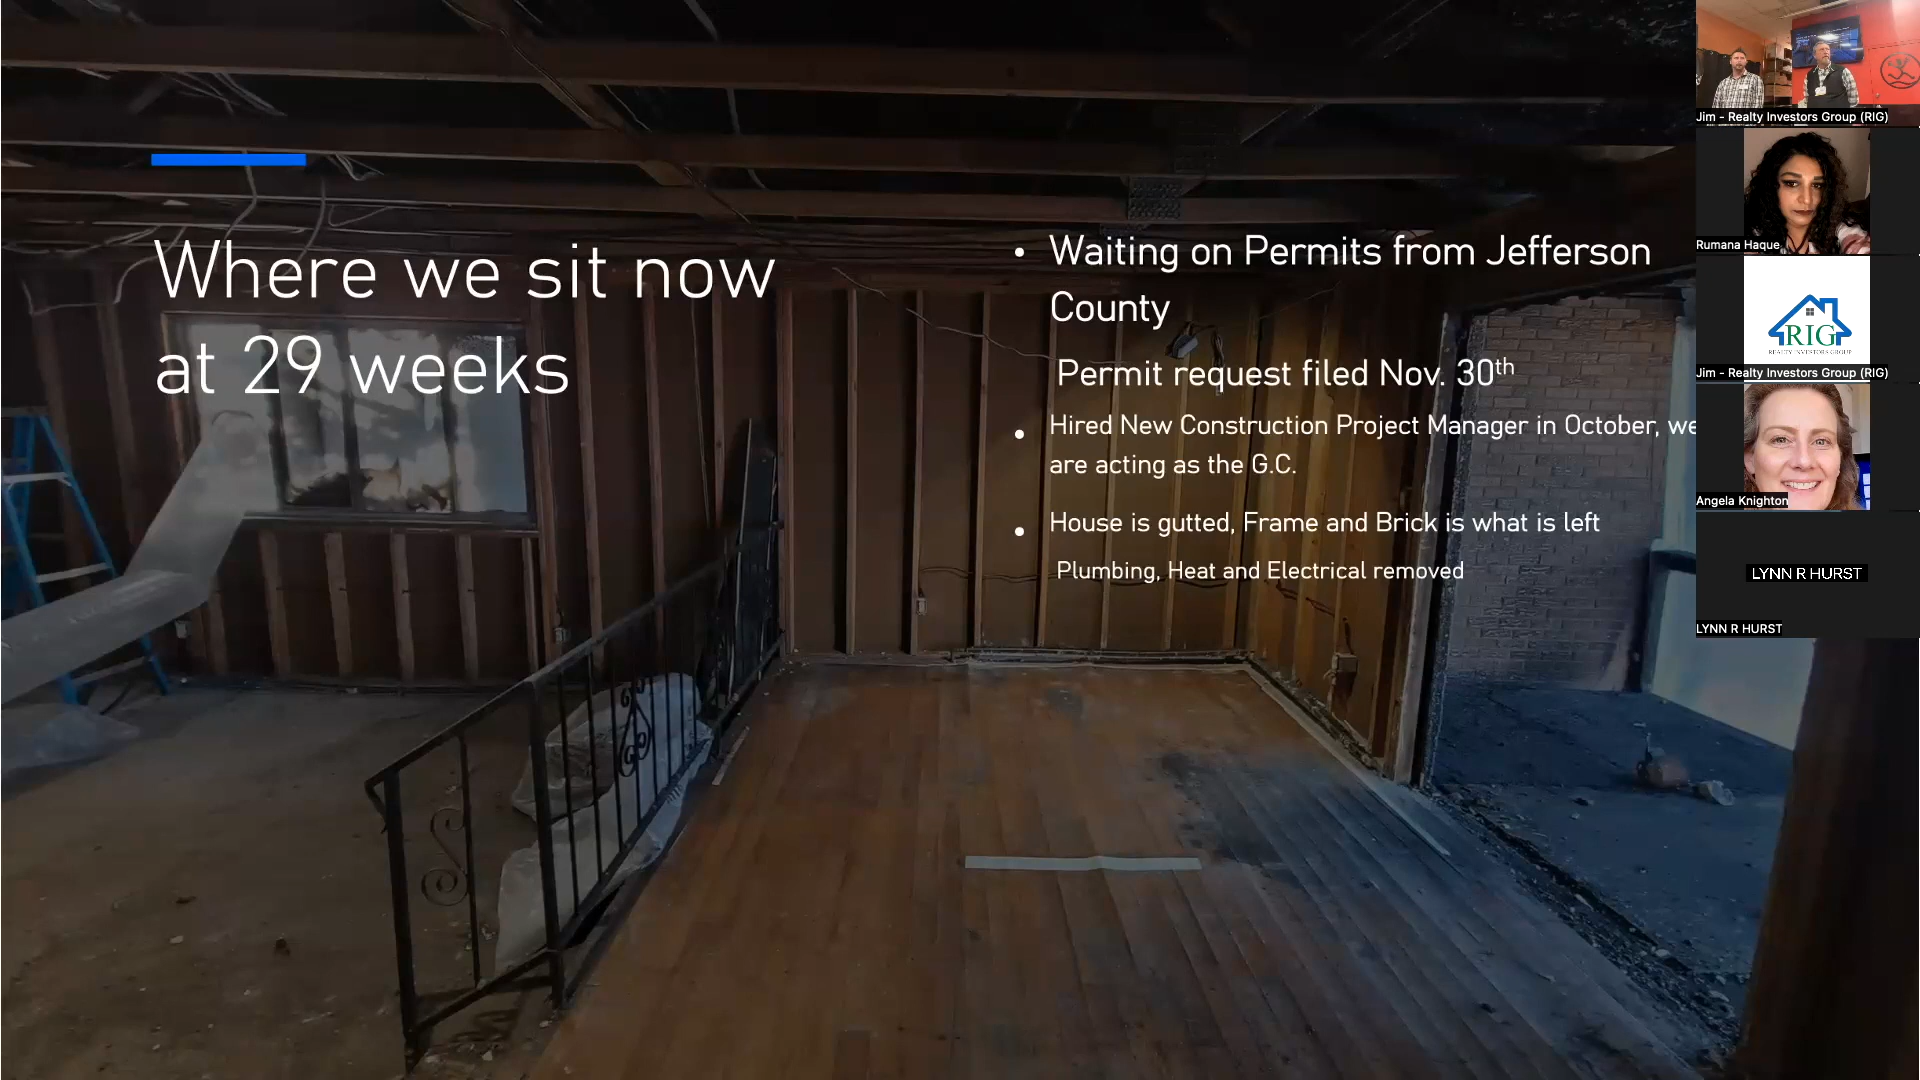 Where we sit now
at 29 weeks
• Waiting on Permits from Jefferson
County
Permit request filed Nov. 30th
• Hired New Construction Project Manager in October, we
are acting as the G.C.
• House is gutted, Frame and Brick is what is left
Plumbing, Heat and Electrical removed
Jim - Realty Investors Group (RIG)
Rumana Haque
RIG
REALTY INVESTORS GROUP
Jim - Realty Investors Group (RIG)
Angela Knighton
LYNN R HURST
LYNN R HURST